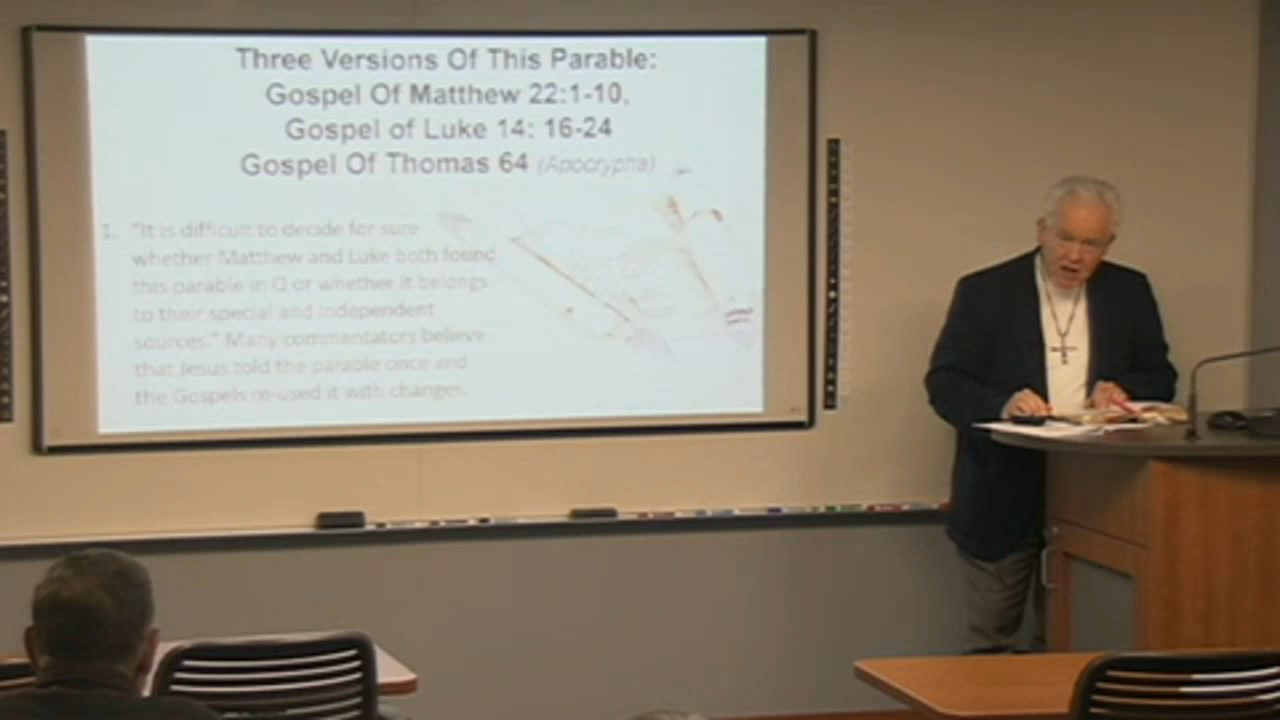 Three Versions Of This Parable:
Gospel Of Matthew 22:1-10,
Gospel of Luke 14: 16-24
Gospel Of Thomas 64 (Apocrypha)
1. "It is difficult to decide for sure
whether Matthew and Luke both found
this parable in Q or whether it belongs
to their special and independent
sources." Many commentators believe
that Jesus told the parable once and
the Gospels re-used it with changes.